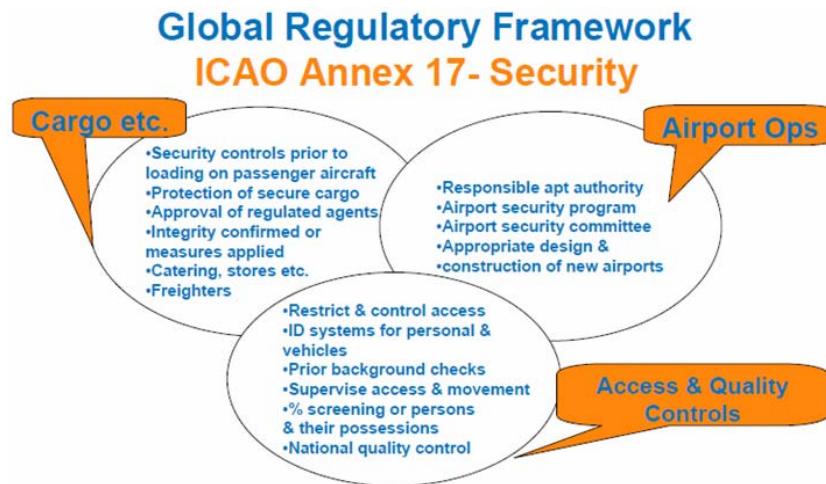 Global Regulatory Framework
ICAO Annex 17- Security
Cargo etc.
•Security controls prior to
loading on passenger aircraft
•Protection of secure cargo
•Approval of regulated agents
•Integrity confirmed or
measures applied
•Catering, stores etc.
•Freighters
Airport Ops
•Responsible apt authority
•Airport security program
•Airport security committee
•Appropriate design &
•construction of new airports
•Restrict & control access
•ID systems for personal &
vehicles
•Prior background checks
•Supervise access & movement
•% screening or persons
& their possessions
•National quality control
Access & Quality
Controls